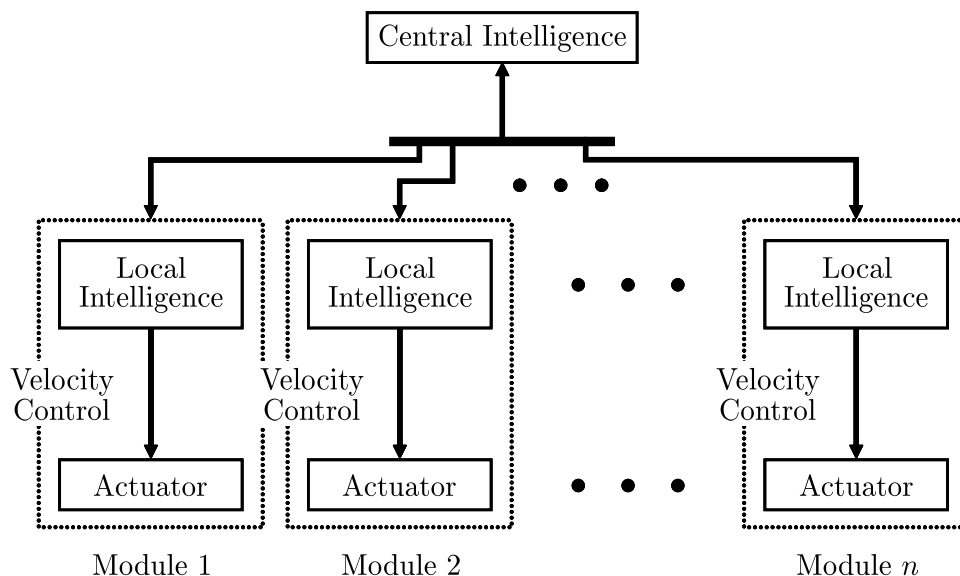 Central Intelligence
Local
Intelligence
Velocity
Control
Actuator
Module 1
Local
Intelligence
Velocity
Control
Actuator
Module 2
Local
Intelligence
Velocity
Control
Actuator
Module n